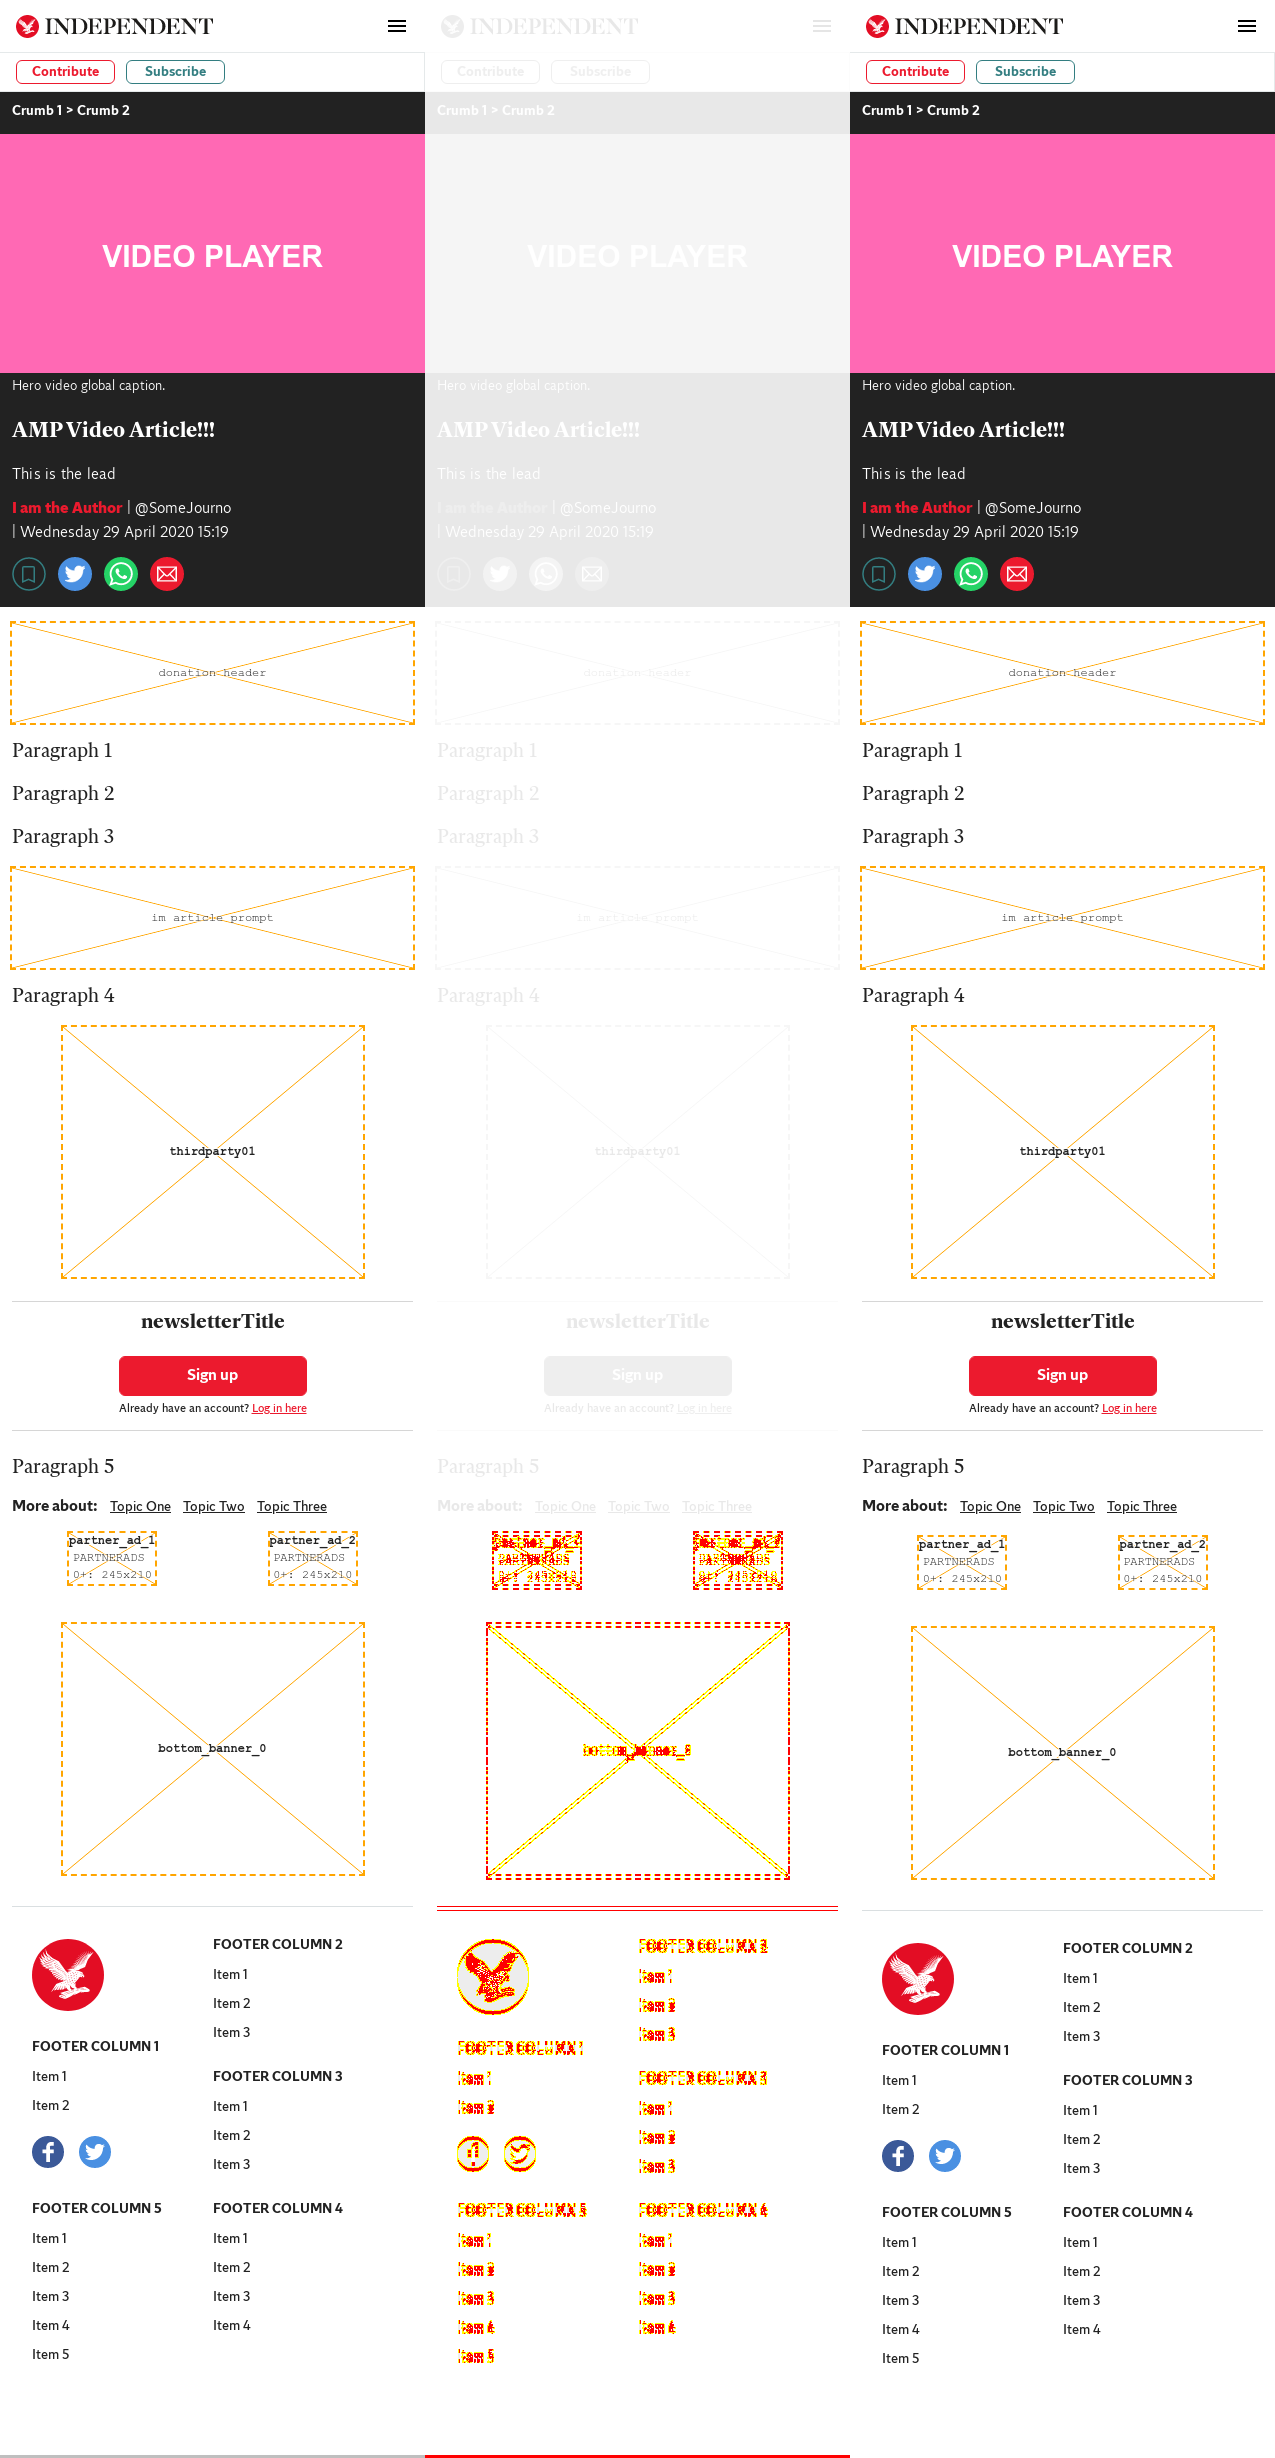 INDEPENDENT
Contribute Subscribe
Crumb 1 > Crumb 2
VIDEO PLAYER
Hero video global caption.
AMP Video Article!!!
This is the lead
I am the Author | @SomeJourno
| Wednesday 29 April 2020 15:19
donation header
Paragraph 1
Paragraph 2
Paragraph 3
im article prompt
Paragraph 4
thirdparty01
newsletterTitle
Sign up
Already have an account? Log in here
Paragraph 5
More about: Topic One Topic Two Topic Three
partner_ad_1
PARTNERADS
0+: 245x210
partner_ad_2
PARTNERADS
0+: 245x210
bottom_banner_0
FOOTER COLUMN 1
Item 1
Item 2
FOOTER COLUMN 2
Item 1
Item 2
Item 3
FOOTER COLUMN 3
Item 1
Item 2
Item 3
FOOTER COLUMN 5
Item 1
Item 2
Item 3
Item 4
Item 5
FOOTER COLUMN 4
Item 1
Item 2
Item 3
Item 4
INDEPENDENT
Contribute Subscribe
Crumb 1 > Crumb 2
VIDEO PLAYER
Hero video global caption.
AMP Video Article!!!
This is the lead
I am the Author | @SomeJourno
| Wednesday 29 April 2020 15:19
donation header
Paragraph 1
Paragraph 2
Paragraph 3
im article prompt
Paragraph 4
thirdparty01
newsletterTitle
Sign up
Already have an account? Log in here
Paragraph 5
More about: Topic One Topic Two Topic Three
INDEPENDENT
Contribute Subscribe
Crumb 1 > Crumb 2
VIDEO PLAYER
Hero video global caption.
AMP Video Article!!!
This is the lead
I am the Author | @SomeJourno
| Wednesday 29 April 2020 15:19
donation header
Paragraph 1
Paragraph 2
Paragraph 3
im article prompt
Paragraph 4
thirdparty01
newsletterTitle
Sign up
Already have an account? Log in here
Paragraph 5
More about: Topic One Topic Two Topic Three
partner_ad_1
PARTNERADS
0+: 245x210
partner_ad_2
PARTNERADS
0+: 245x210
bottom_banner_0
FOOTER COLUMN 1
Item 1
Item 2
FOOTER COLUMN 2
Item 1
Item 2
Item 3
FOOTER COLUMN 3
Item 1
Item 2
Item 3
FOOTER COLUMN 5
Item 1
Item 2
Item 3
Item 4
Item 5
FOOTER COLUMN 4
Item 1
Item 2
Item 3
Item 4